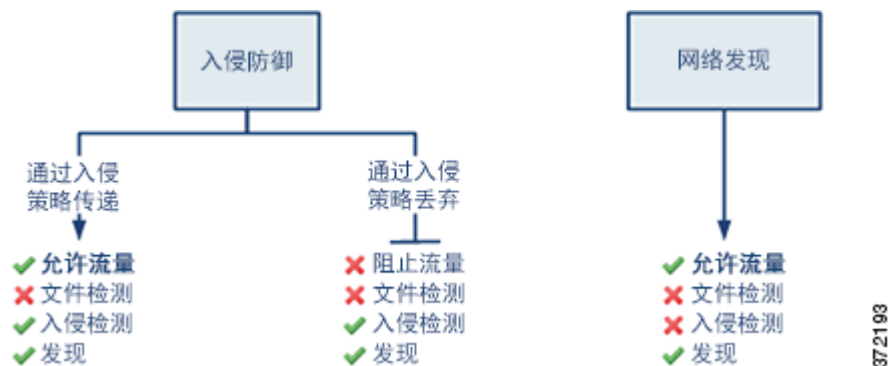 入侵防御
网络发现
通过入侵
策略传递
通过入侵
策略丢弃
允许流量
文件检测
入侵检测
发现
阻止流量
文件检测
入侵检测
发现
允许流量
文件检测
入侵检测
发现
372193